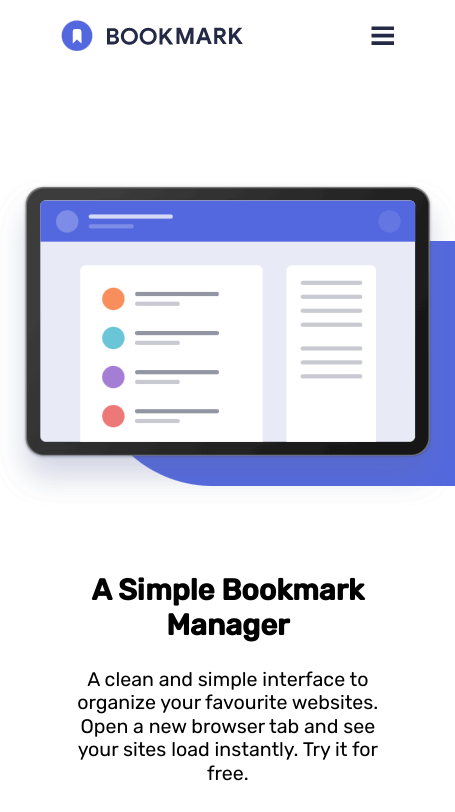 BOOKMARK
A Simple Bookmark
Manager
A clean and simple interface to
organize your favourite websites.
Open a new browser tab and see
your sites load instantly. Try it for
free.